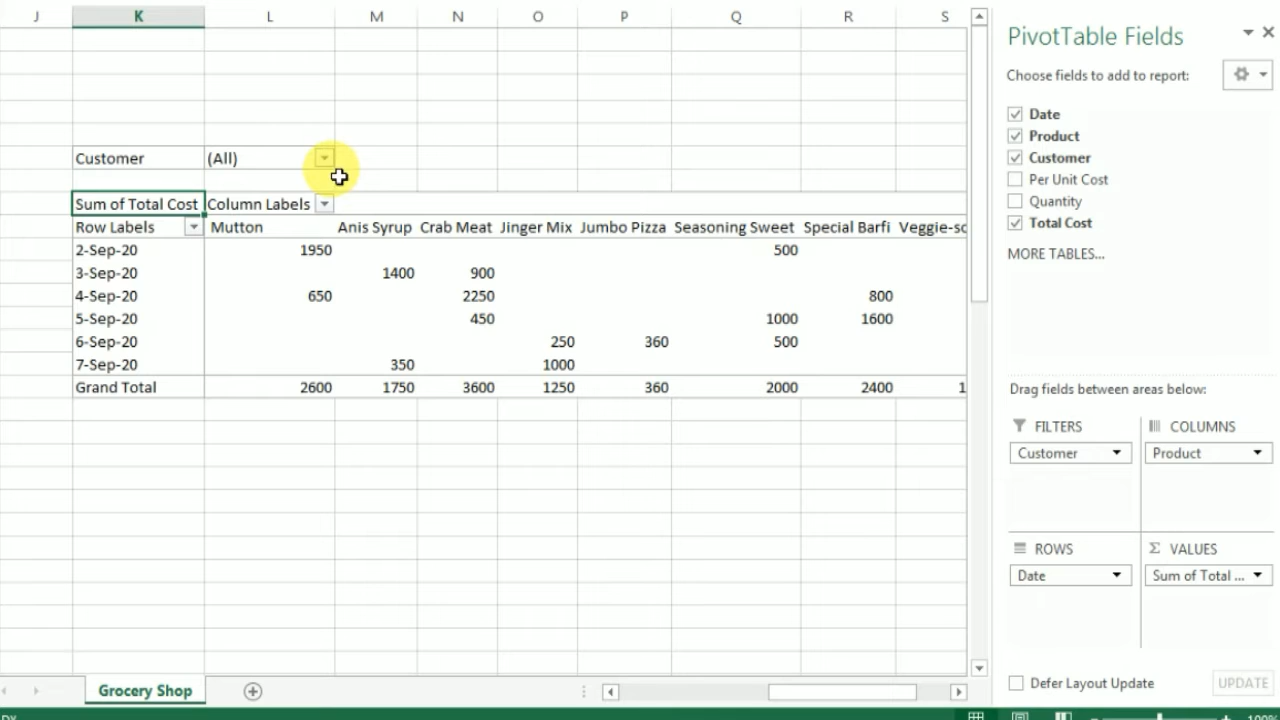 J K L M N O P Q R S
Customer (All)
Sum of Total Cost Column Labels
Row Labels Mutton Anis Syrup Crab Meat Jinger Mix Jumbo Pizza Seasoning Sweet Special Barfi Veggie-so
2-Sep-20 1950 500
3-Sep-20 1400 900
4-Sep-20 650 2250 800
5-Sep-20 450 1000 1600
6-Sep-20 250 360 500
7-Sep-20 350 1000
Grand Total 2600 1750 3600 1250 360 2000 2400 1
Grocery Shop
PivotTable Fields
Choose fields to add to report:
Date
Product
Customer
Per Unit Cost
Quantity
Total Cost
MORE TABLES...
Drag fields between areas below:
FILTERS COLUMNS
Customer Product
ROWS Σ VALUES
Date Sum of Total ...
Defer Layout Update UPDATE